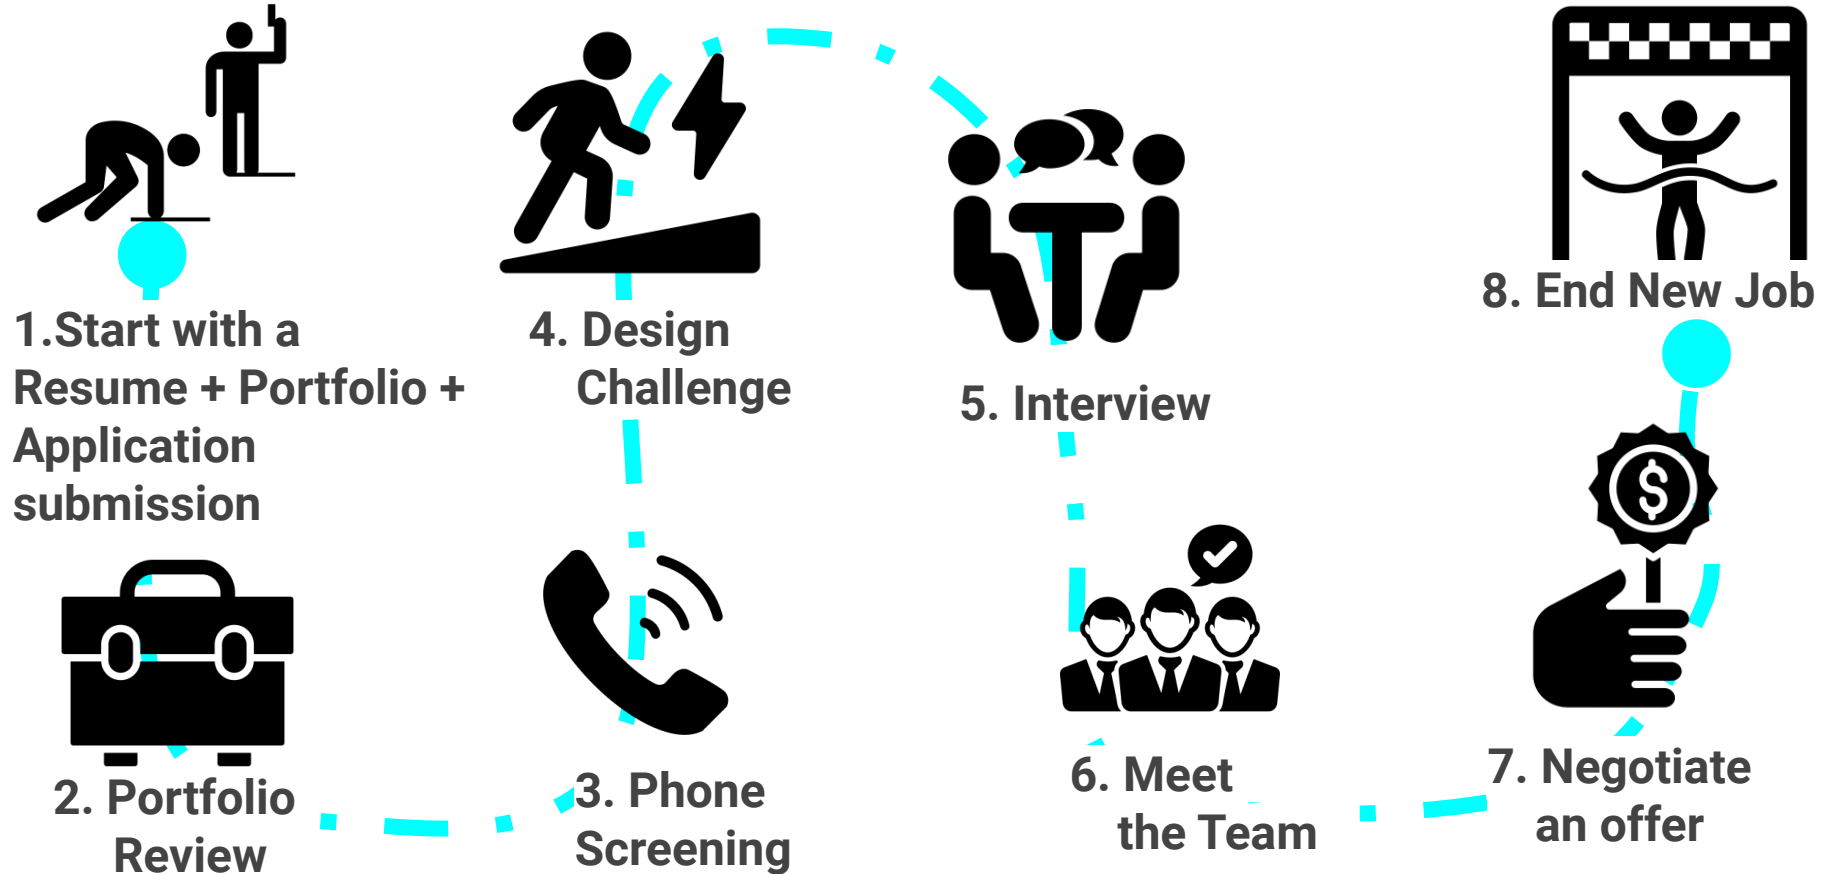 1.Start with a
Resume + Portfolio +
Application
submission
2. Portfolio
Review
3. Phone
Screening
4. Design
Challenge
5. Interview
6. Meet
the Team
7. Negotiate
an offer
8. End New Job
$